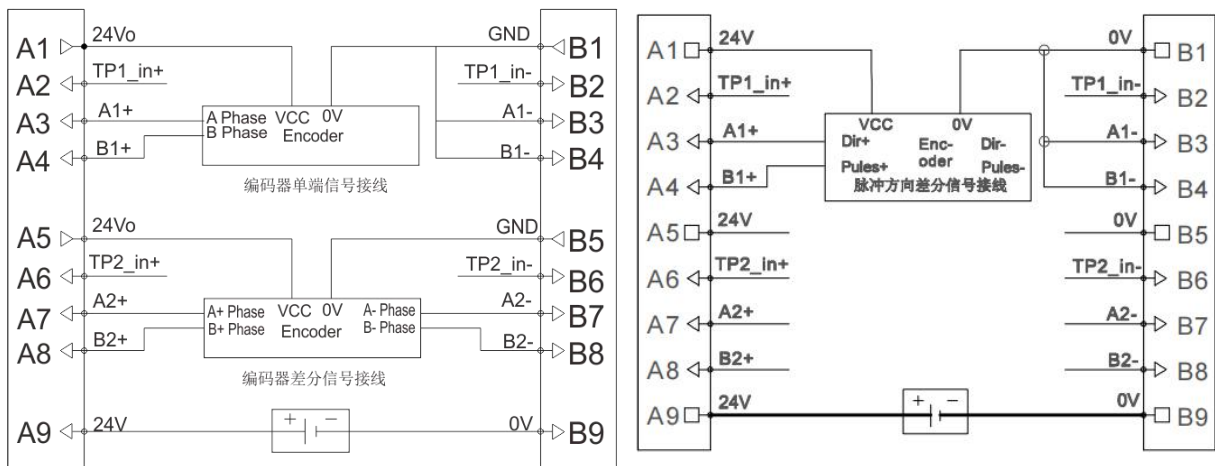 A1 24Vo GND B1
A2 TP1_in+ TP1_in- B2
A3 A1+ A Phase VCC 0V A1- B3
A4 B1+ B Phase Encoder B1- B4
编码器单端信号接线
A5 24Vo GND B5
A6 TP2_in+ TP2_in- B6
A7 A2+ A+ Phase VCC 0V A- Phase A2- B7
A8 B2+ B+ Phase Encoder B- Phase B2- B8
编码器差分信号接线
A9 24V + − 0V B9
A1 24V 0V B1
A2 TP1_in+ TP1_in- B2
VCC 0V
A3 A1+ Dir+ Enc- Dir- A1- B3
oder
A4 B1+ Pules+ Pules- B1- B4
脉冲方向差分信号接线
A5 24V 0V B5
A6 TP2_in+ TP2_in- B6
A7 A2+ A2- B7
A8 B2+ B2- B8
A9 24V + − 0V B9